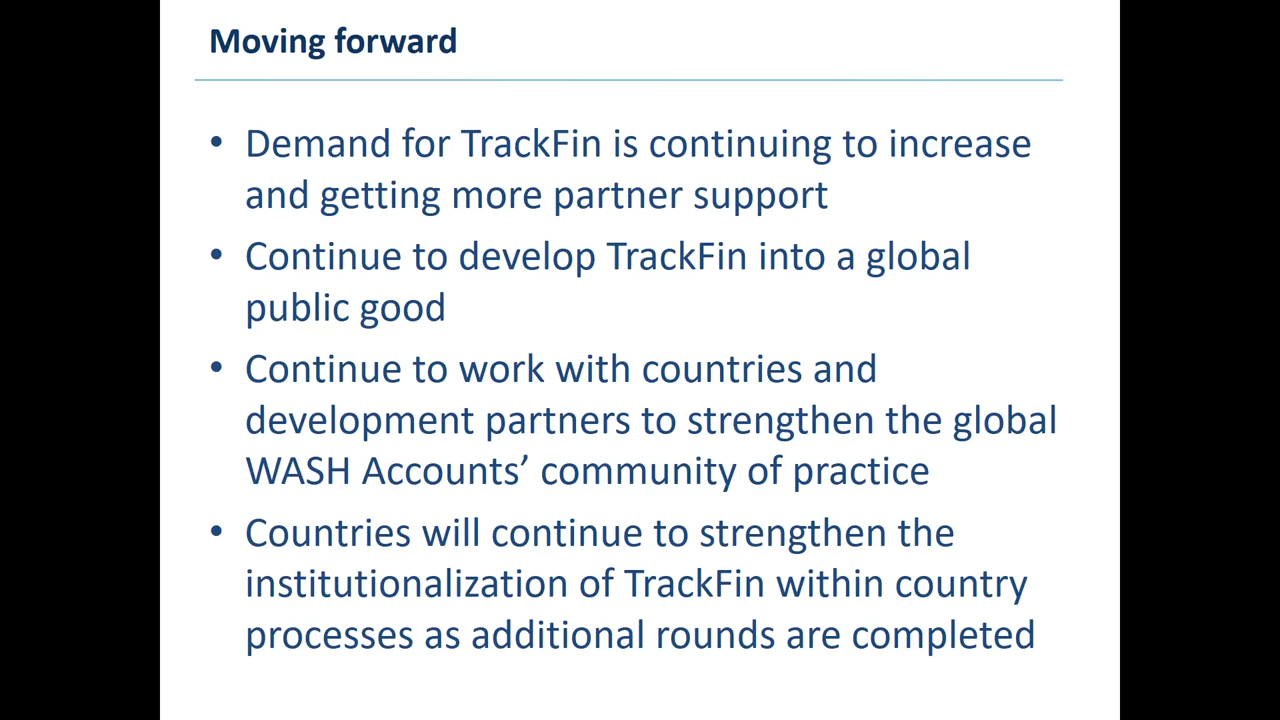 Moving forward
• Demand for TrackFin is continuing to increase
and getting more partner support
• Continue to develop TrackFin into a global
public good
• Continue to work with countries and
development partners to strengthen the global
WASH Accounts’ community of practice
• Countries will continue to strengthen the
institutionalization of TrackFin within country
processes as additional rounds are completed